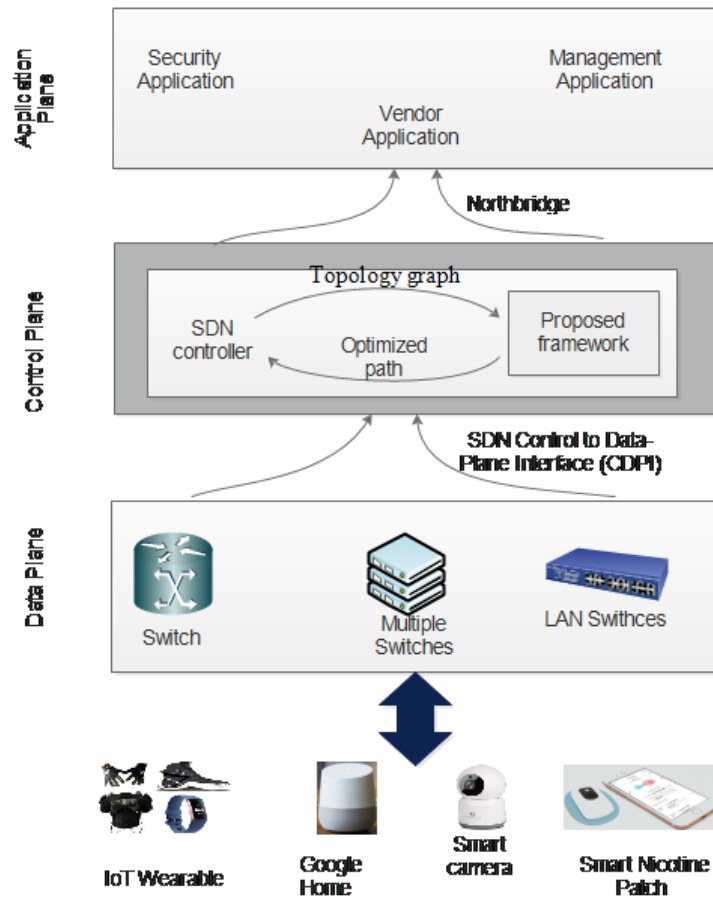 Application
Plane
Security
Application
Management
Application
Vendor
Application
Northbridge
Control Plane
Topology graph
SDN
controller
Optimized
path
Proposed
framework
SDN Control to Data-
Plane Interface (CDPI)
Data Plane
Switch
Multiple
Switches
LAN Swithces
IoT Wearable
Google
Home
Smart
camera
Smart Nicotine
Patch